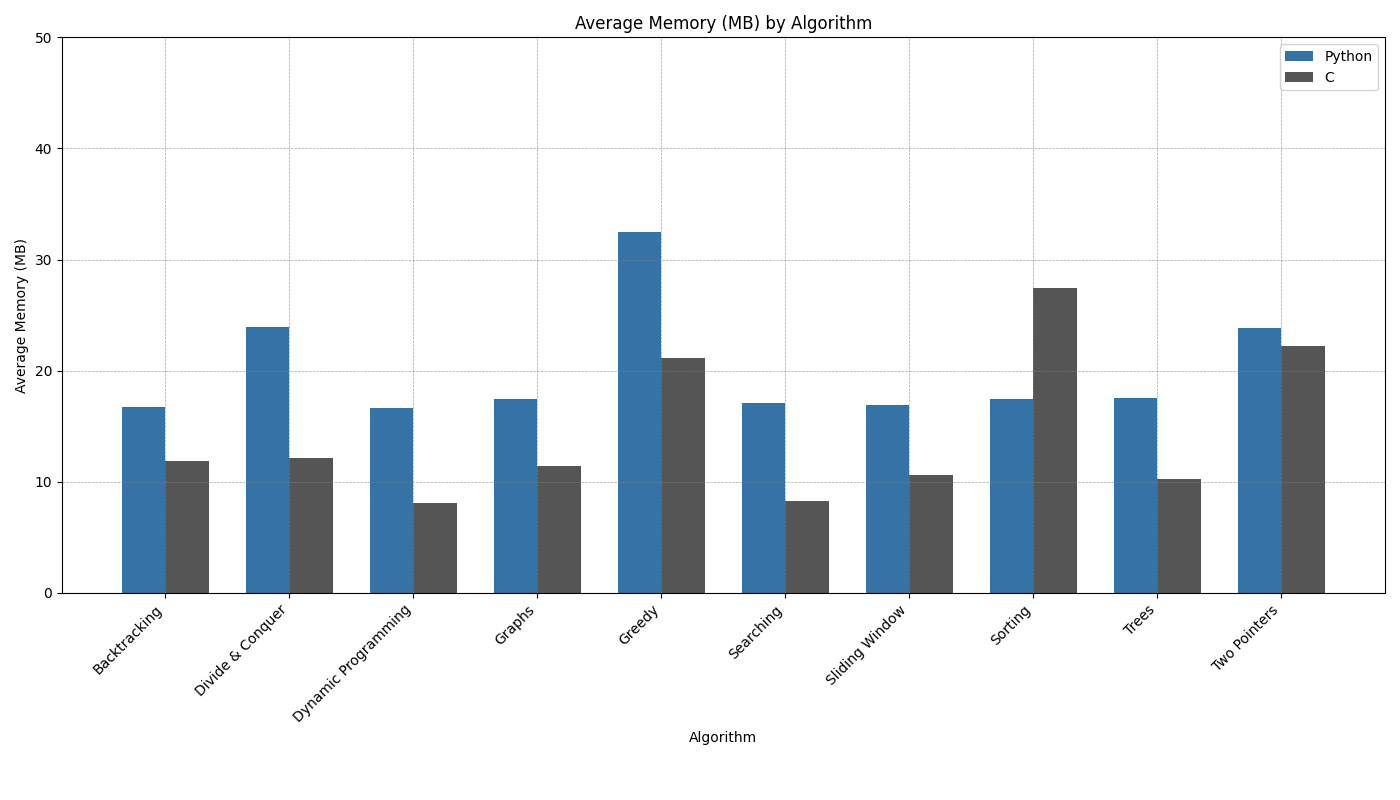 Average Memory (MB) by Algorithm
Python
C
Average Memory (MB)
50
40
30
20
10
0
Backtracking
Divide & Conquer
Dynamic Programming
Graphs
Greedy
Searching
Sliding Window
Sorting
Trees
Two Pointers
Algorithm